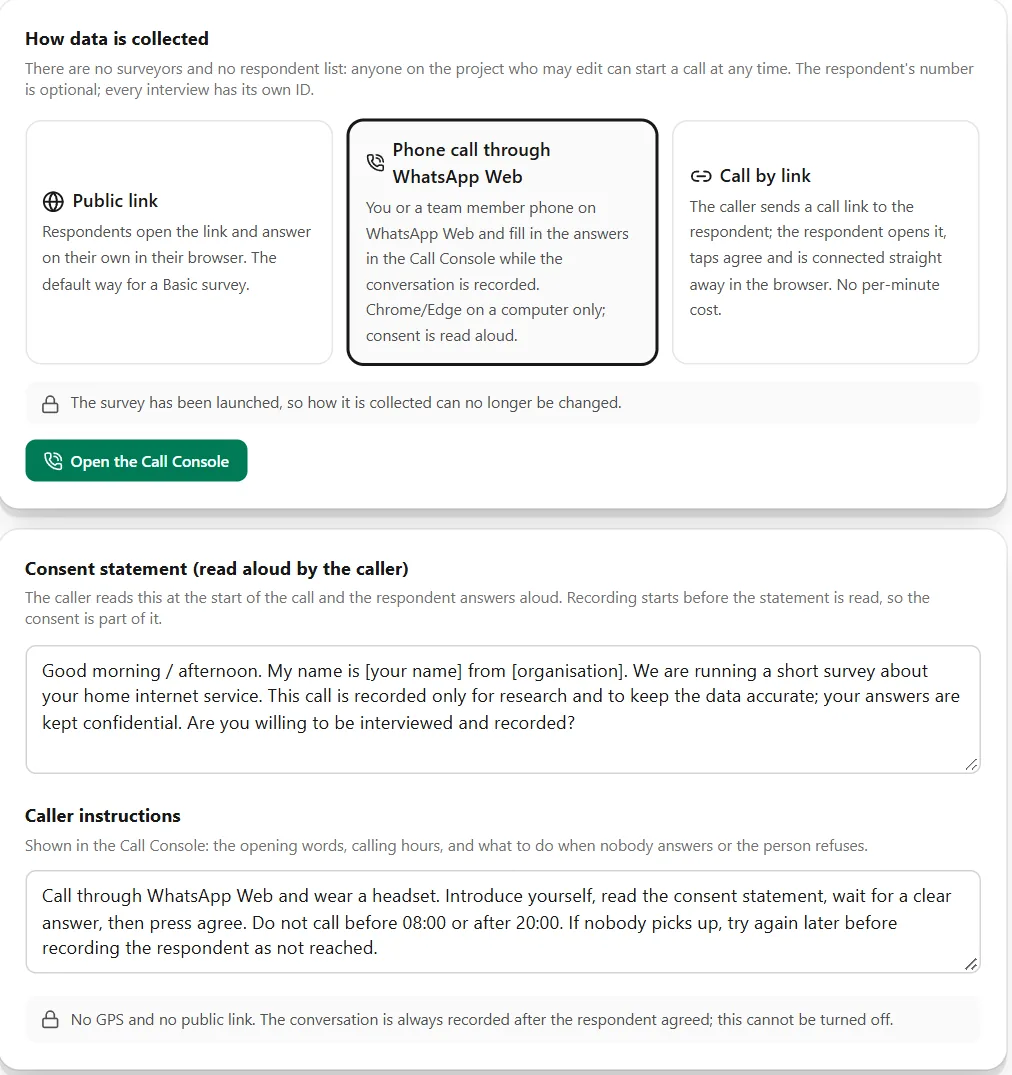 How data is collected
There are no surveyors and no respondent list: anyone on the project who may edit can start a call at any time. The respondent's number
is optional; every interview has its own ID.
Public link
Respondents open the link and answer
on their own in their browser. The
default way for a Basic survey.
Phone call through
WhatsApp Web
You or a team member phone on
WhatsApp Web and fill in the answers
in the Call Console while the
conversation is recorded.
Chrome/Edge on a computer only;
consent is read aloud.
Call by link
The caller sends a call link to the
respondent; the respondent opens it,
taps agree and is connected straight
away in the browser. No per-minute
cost.
The survey has been launched, so how it is collected can no longer be changed.
Open the Call Console
Consent statement (read aloud by the caller)
The caller reads this at the start of the call and the respondent answers aloud. Recording starts before the statement is read, so the
consent is part of it.
Good morning / afternoon. My name is [your name] from [organisation]. We are running a short survey about
your home internet service. This call is recorded only for research and to keep the data accurate; your answers are
kept confidential. Are you willing to be interviewed and recorded?
Caller instructions
Shown in the Call Console: the opening words, calling hours, and what to do when nobody answers or the person refuses.
Call through WhatsApp Web and wear a headset. Introduce yourself, read the consent statement, wait for a clear
answer, then press agree. Do not call before 08:00 or after 20:00. If nobody picks up, try again later before
recording the respondent as not reached.
No GPS and no public link. The conversation is always recorded after the respondent agreed; this cannot be turned off.